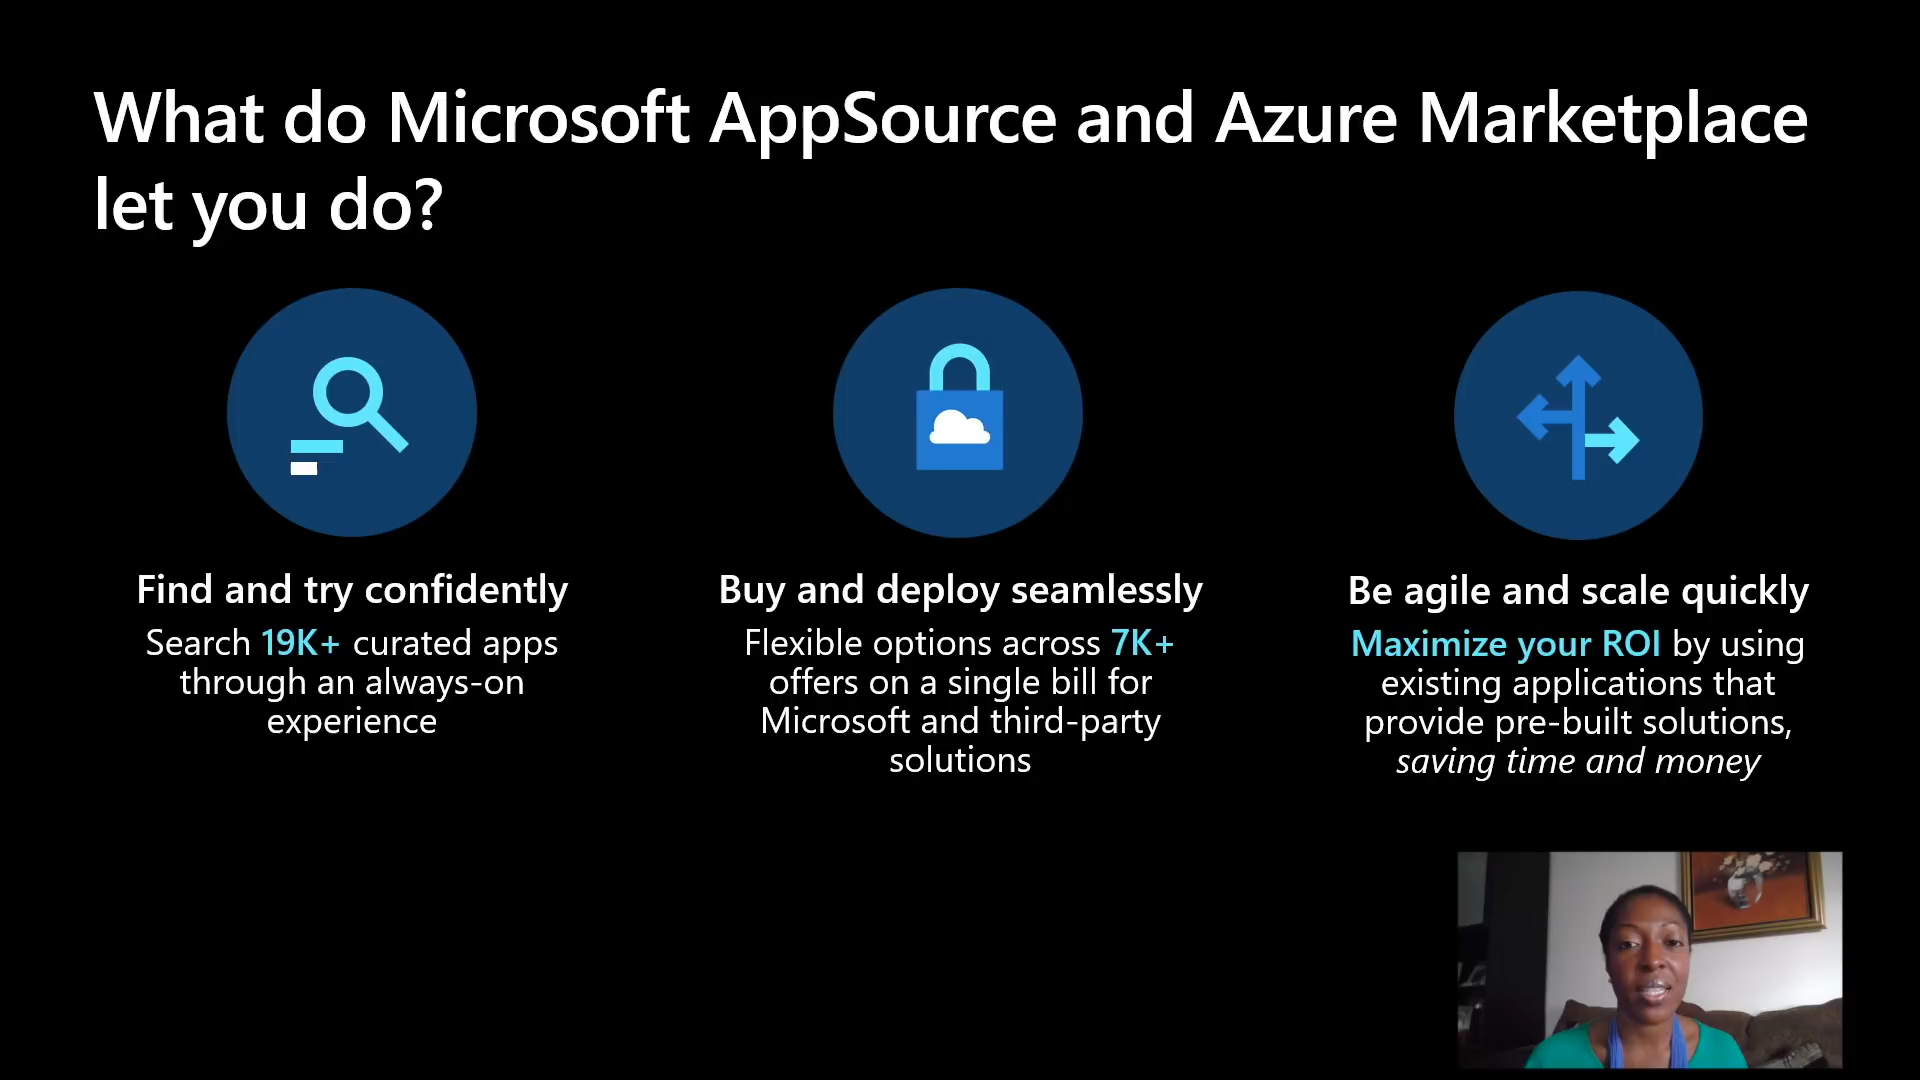 What do Microsoft AppSource and Azure Marketplace
let you do?
Find and try confidently
Search 19K+ curated apps
through an always-on
experience
Buy and deploy seamlessly
Flexible options across 7K+
offers on a single bill for
Microsoft and third-party
solutions
Be agile and scale quickly
Maximize your ROI by using
existing applications that
provide pre-built solutions,
saving time and money